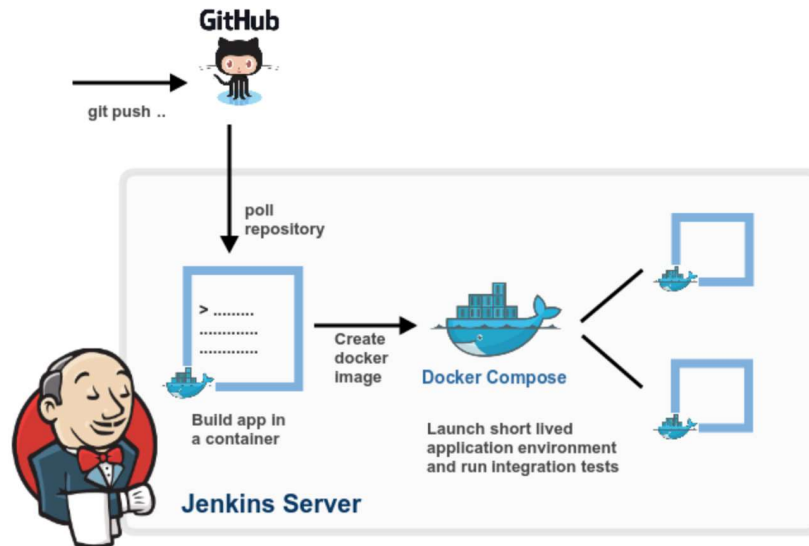 GitHub
git push ..
poll
repository
> .........
.............
.............
Create
docker
image
Docker Compose
Build app in
a container
Launch short lived
application environment
and run integration tests
Jenkins Server